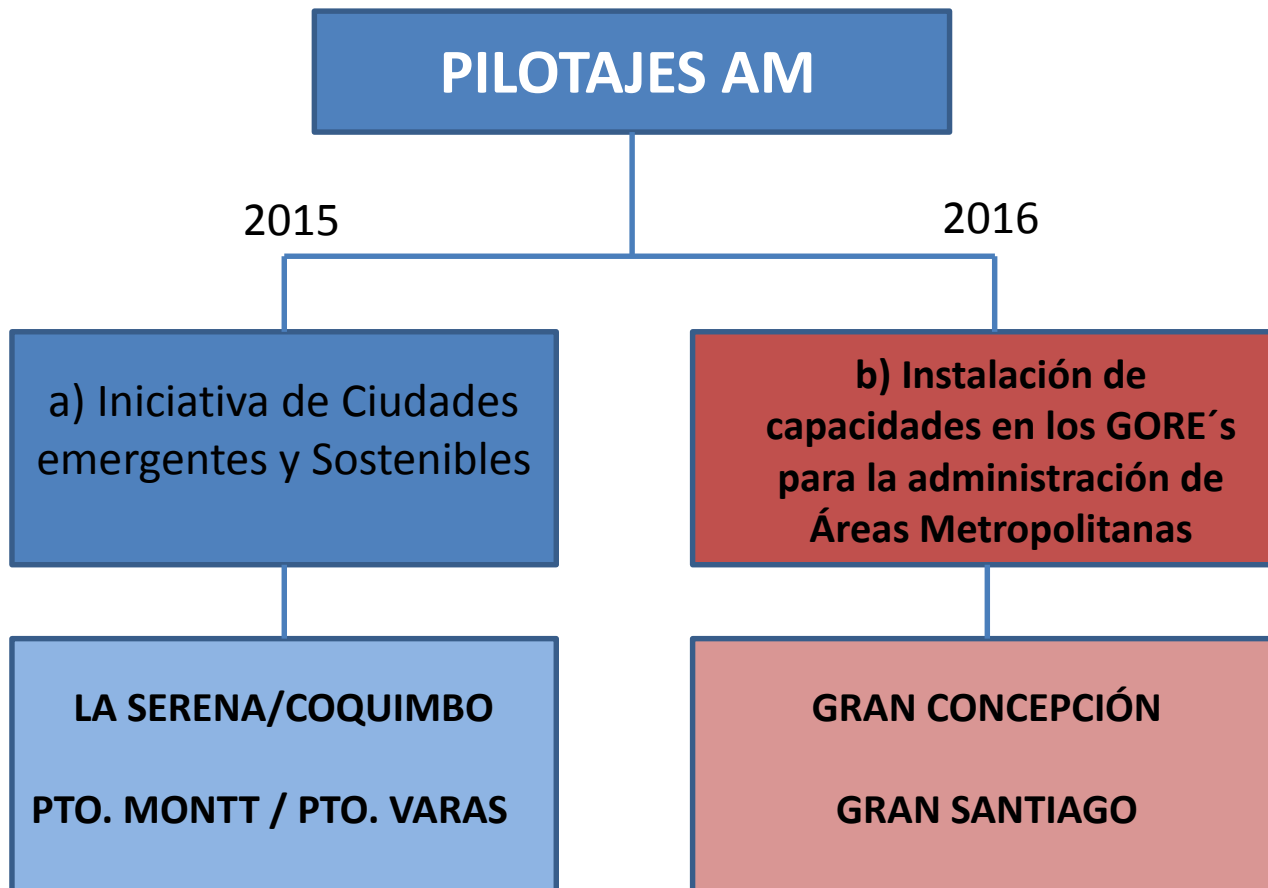 PILOTAJES AM
2015
2016
a) Iniciativa de Ciudades
emergentes y Sostenibles
b) Instalación de
capacidades en los GORE´s
para la administración de
Áreas Metropolitanas
LA SERENA/COQUIMBO
PTO. MONTT / PTO. VARAS
GRAN CONCEPCIÓN
GRAN SANTIAGO